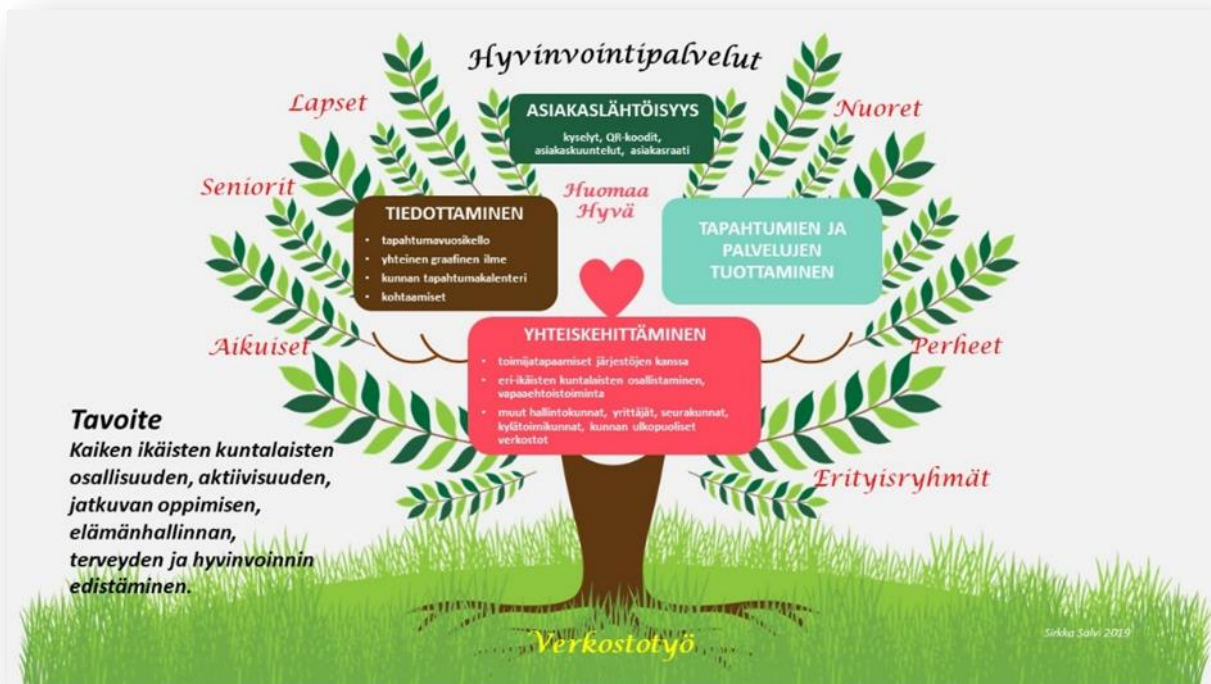 Hyvinvointipalvelut
Lapset
Nuoret
ASIAKASLÄHTÖISYYS
kyselyt, QR-koodit,
asiakaskuuntelut, asiakasraati
Seniorit
Huomaa
Hyvä
TIEDOTTAMINEN
• tapahtumavuosikello
• yhteinen graafinen ilme
• kunnan tapahtumakalenteri
• kohtaamiset
TAPAHTUMIEN JA
PALVELUJEN
TUOTTAMINEN
Aikuiset
Perheet
YHTEISKEHITTÄMINEN
• toimijatapaamiset järjestöjen kanssa
• eri-ikäisten kuntalaisten osallistaminen,
vapaaehtoistoiminta
• muut hallintokunnat, yrittäjät, seurakunnat,
kylätoimikunnat, kunnan ulkopuoliset
verkostot
Tavoite
Kaiken ikäisten kuntalaisten
osallisuuden, aktiivisuuden,
jatkuvan oppimisen,
elämänhallinnan,
terveyden ja hyvinvoinnin
edistäminen.
Erityisryhmät
Verkostotyö
Sirkka Salvi 2019